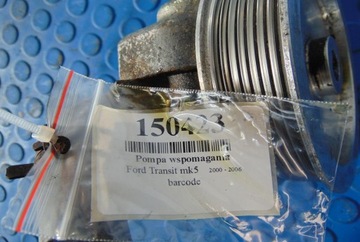 150423
Pompa wspomagania
Ford Transit mk5 2000 - 2006
barcode